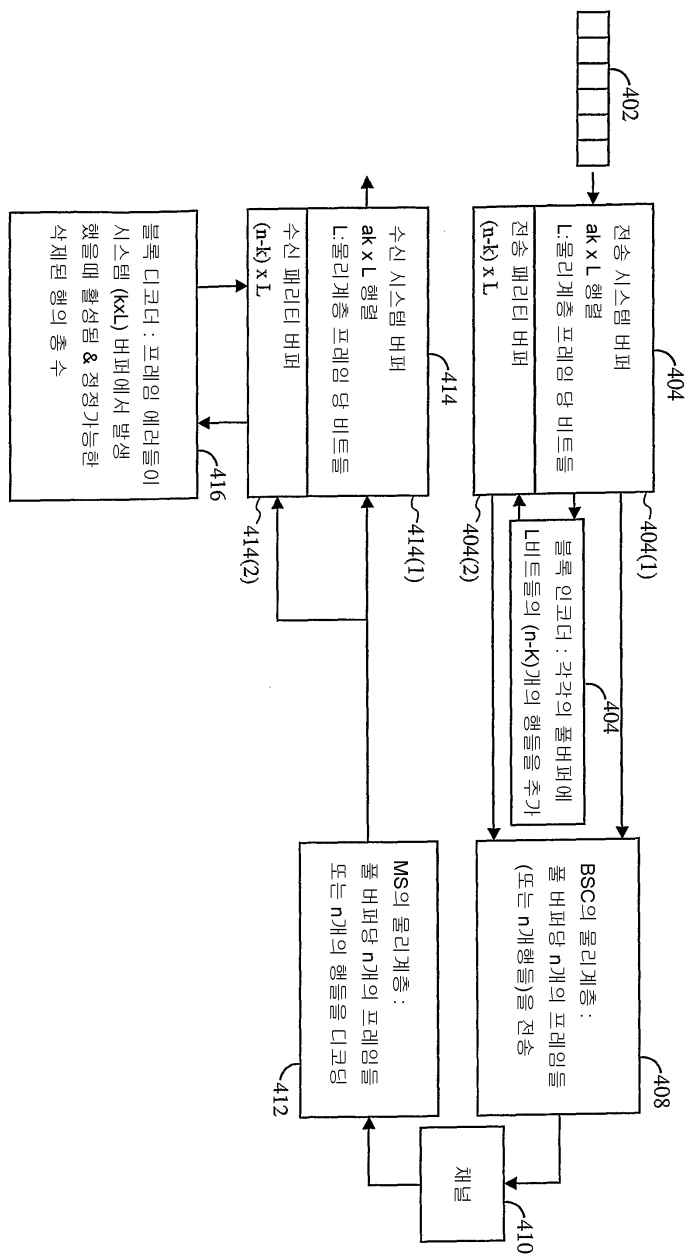 402
전송 시스템 버퍼
ak x L 행렬
L:물리계층 프레임 당 비트들
전송 패리티 버퍼
(n-k) x L
404
404(1)
404(2)
블록 인코더 : 각각의 풀버퍼에
L비트들의 (n-K)개의 행들을 추가
404
BSC의 물리계층 :
풀 버퍼당 n개의 프레임들
(또는 n개행들)을 전송
408
채널
410
MS의 물리계층 :
풀 버퍼당 n개의 프레임들
또는 n개의 행들을 디코딩
412
수신 시스템 버퍼
ak x L 행렬
L:물리계층 프레임 당 비트들
수신 패리티 버퍼
(n-k) x L
414
414(1)
414(2)
블록 디코더 : 프레임 에러들이
시스템 (kxL) 버퍼에서 발생
했을때 활성됨 & 정정가능한
삭제된 행의 총 수
416